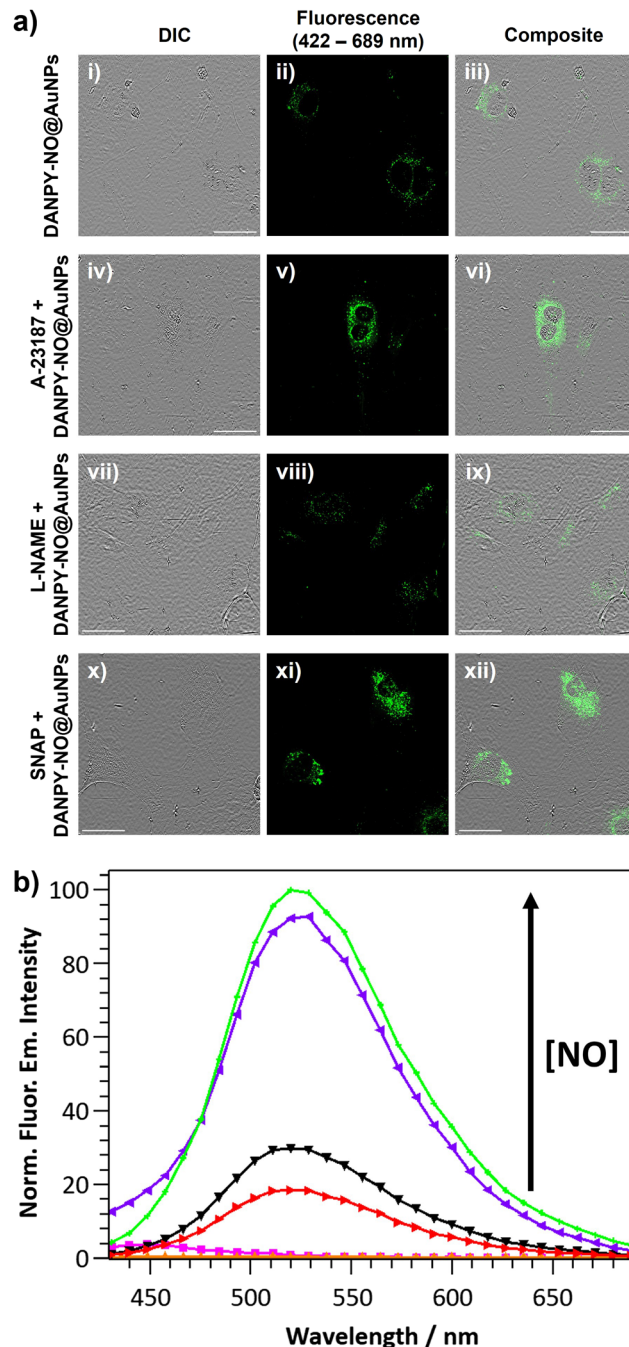 a)
DIC
Fluorescence
(422 – 689 nm)
Composite
DANPY-NO@AuNPs
i)
ii)
iii)
A-23187 +
DANPY-NO@AuNPs
iv)
v)
vi)
L-NAME +
DANPY-NO@AuNPs
vii)
viii)
ix)
SNAP +
DANPY-NO@AuNPs
x)
xi)
xii)
b)
Norm. Fluor. Em. Intensity
100
80
60
40
20
0
[NO]
450
500
550
600
650
Wavelength / nm